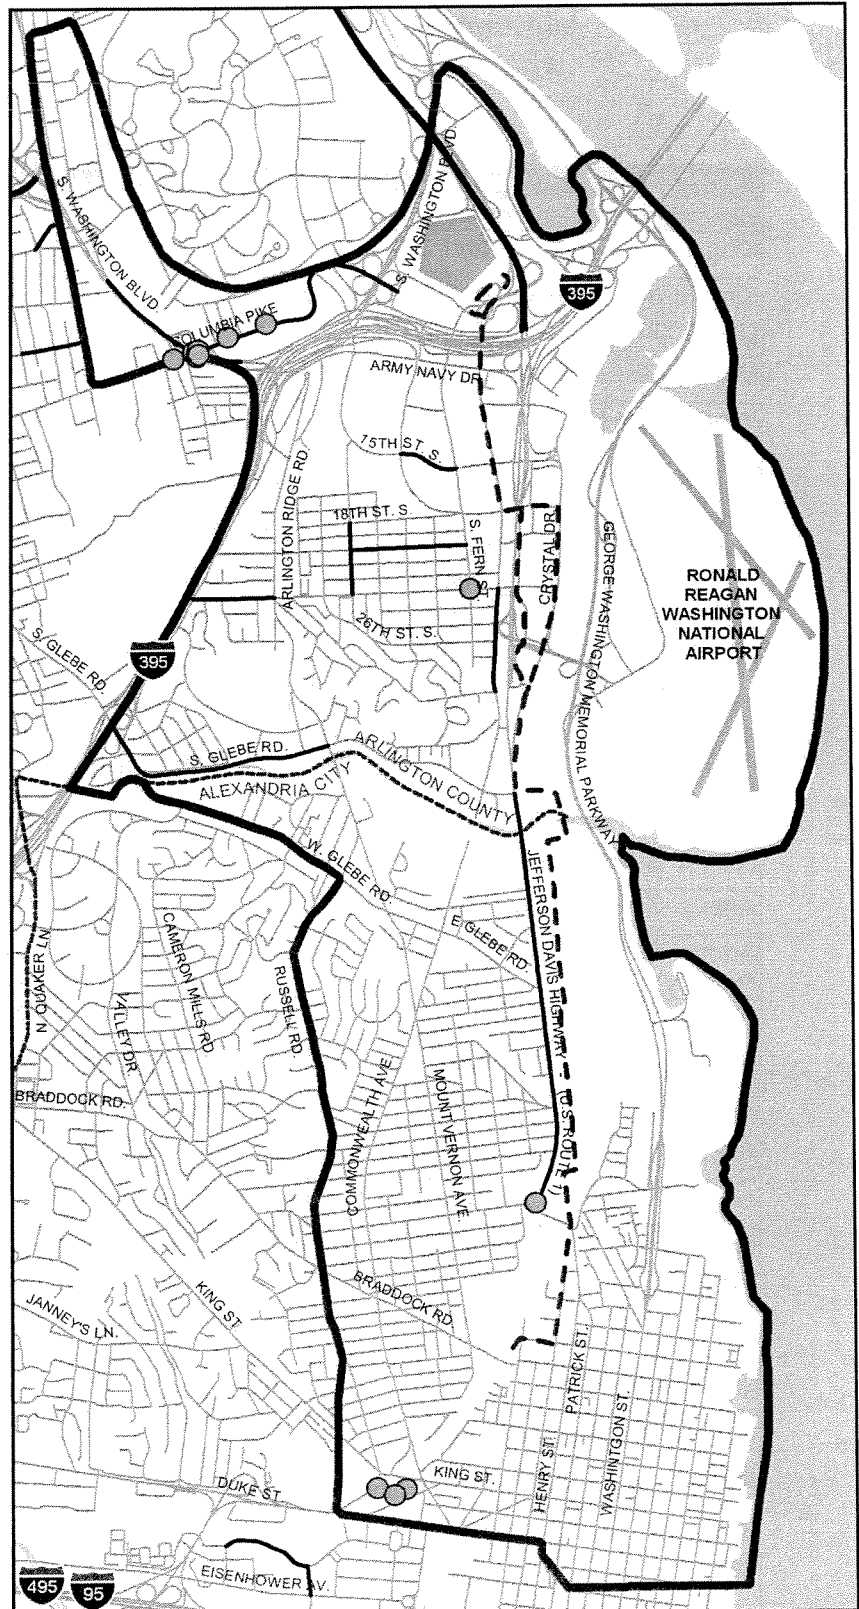 S. WASHINGTON BLVD.
S. WASHINGTON BLVD
395
COLUMBIA PIKE
ARMY NAVY DR.
15TH ST. S.
ARLINGTON RIDGE RD.
18TH ST. S.
S. FERN ST.
CRYSTAL DR.
GEORGE WASHINGTON MEMORIAL PARKWAY
RONALD
REAGAN
WASHINGTON
NATIONAL
AIRPORT
26TH ST. S.
S. GLEBE RD.
395
S. GLEBE RD.
ARLINGTON COUNTY
ALEXANDRIA CITY
W. GLEBE RD
JEFFERSON DAVIS HIGHWAY (U.S. ROUTE 1)
E GLEBE RD.
N. QUAKER LN
CAMERON MILLS RD
VALLEY DR
RUSSELL RD.
BRADDOCK RD.
COMMONWEALTH AVE.
MOUNT VERNON AVE.
KING ST
BRADDOCK RD.
JANNEY'S LN.
PATRICK ST.
WASHINTGON ST.
HENRY ST.
KING ST.
DUKE ST
EISENHOWER AV.
495
95